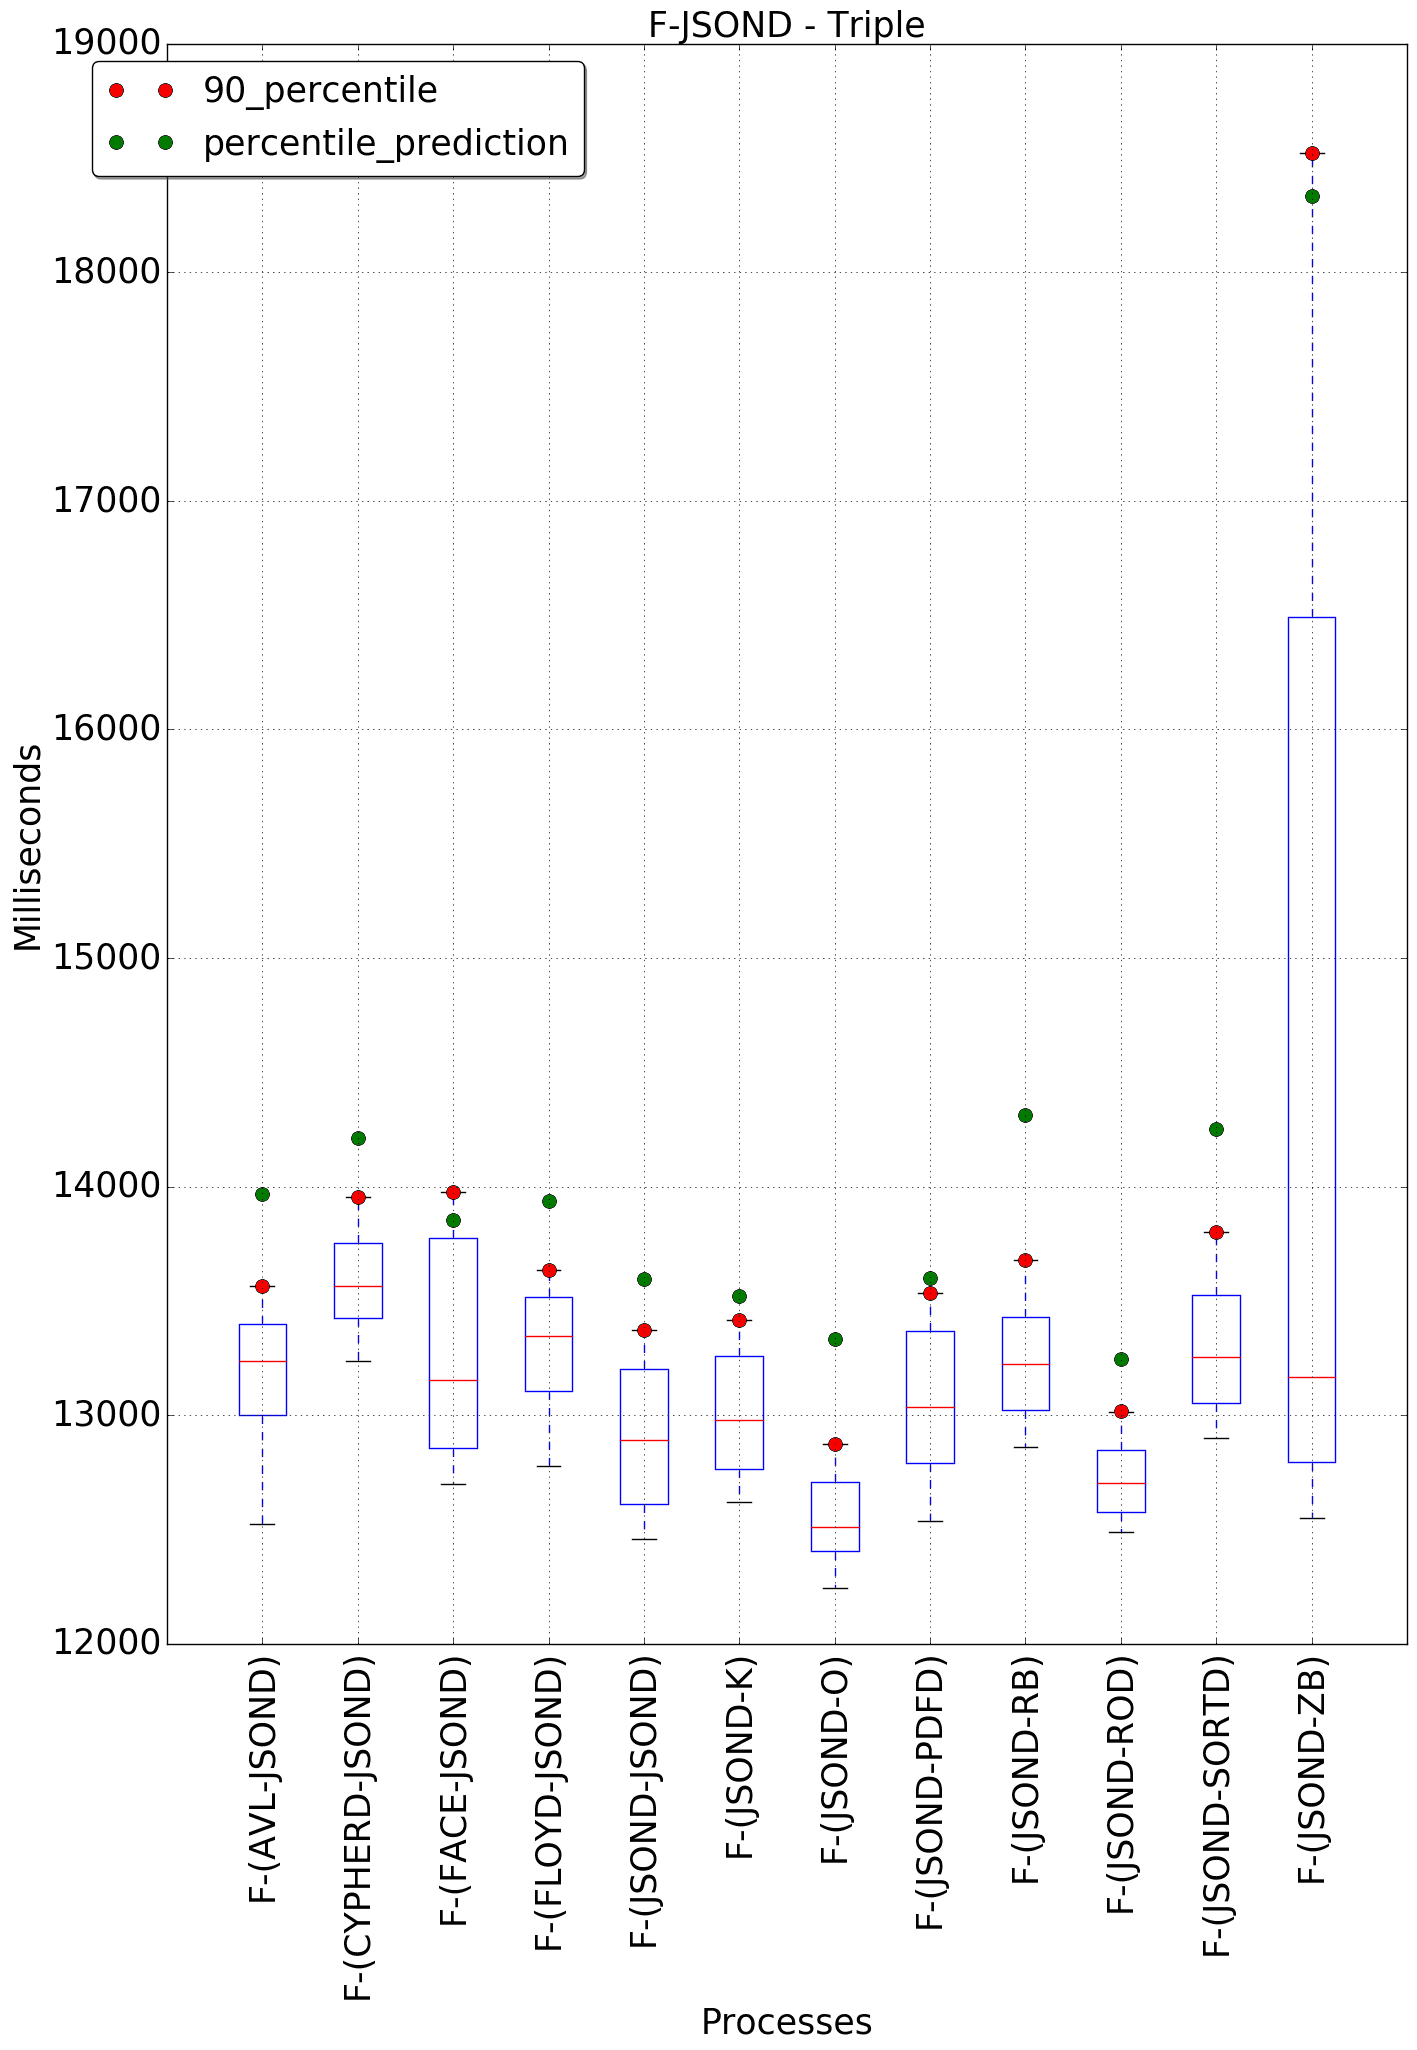 F-JSOND - Triple
90_percentile
percentile_prediction
19000
18000
17000
16000
15000
14000
13000
12000
Milliseconds
F-(AVL-JSOND)
F-(CYPHERD-JSOND)
F-(FACE-JSOND)
F-(FLOYD-JSOND)
F-(JSOND-JSOND)
F-(JSOND-K)
F-(JSOND-O)
F-(JSOND-PDFD)
F-(JSOND-RB)
F-(JSOND-ROD)
F-(JSOND-SORTD)
F-(JSOND-ZB)
Processes